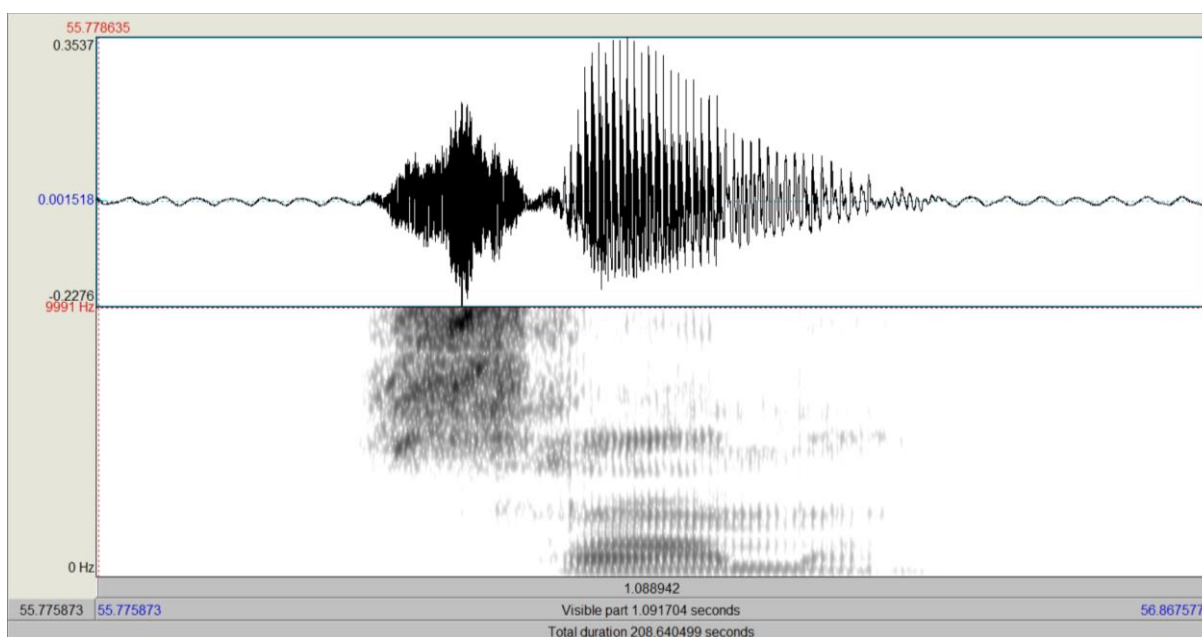 55.778635
0.3537
0.001518
-0.2276
9991 Hz
0 Hz
1.088942
55.775873 55.775873 Visible part 1.091704 seconds 56.867577
Total duration 208.640499 seconds